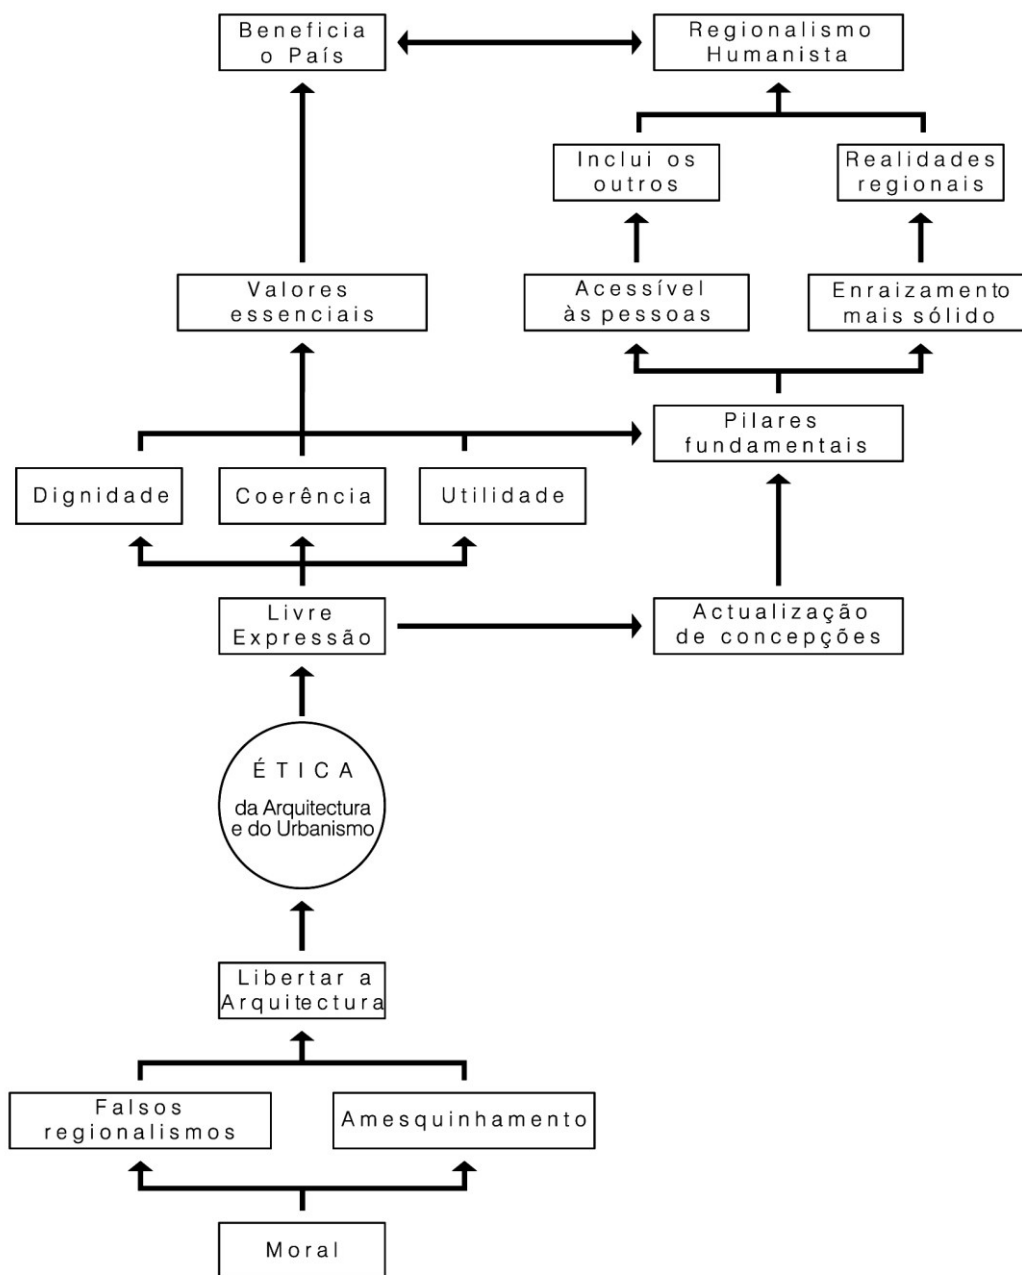 Beneficia
o País
Regionalismo
Humanista
Inclui os
outros
Realidades
regionais
Valores
essenciais
Acessível
às pessoas
Enraizamento
mais sólido
Pilares
fundamentais
Dignidade
Coerência
Utilidade
Livre
Expressão
Actualização
de concepções
ÉTICA
da Arquitectura
e do Urbanismo
Libertar a
Arquitectura
Falsos
regionalismos
Amesquinhamento
Moral